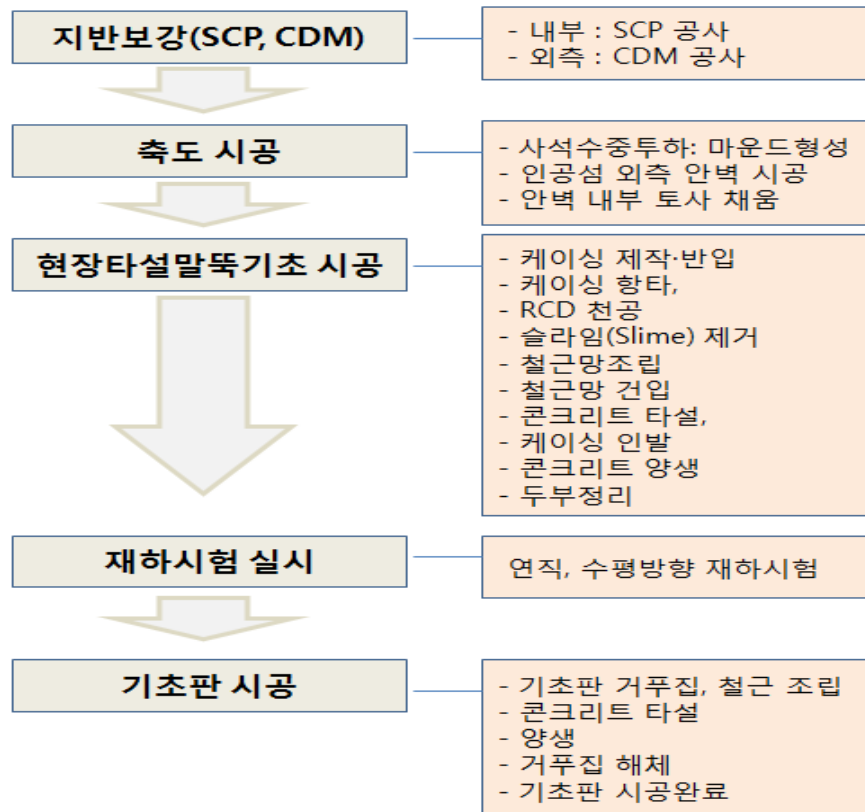 지반보강(SCP, CDM)
- 내부 : SCP 공사
- 외측 : CDM 공사
축도 시공
- 사석수중투하: 마운드형성
- 인공섬 외측 안벽 시공
- 안벽 내부 토사 채움
현장타설말뚝기초 시공
- 케이싱 제작·반입
- 케이싱 항타,
- RCD 천공
- 슬라임(Slime) 제거
- 철근망조립
- 철근망 건입
- 콘크리트 타설,
- 케이싱 인발
- 콘크리트 양생
- 두부정리
재하시험 실시
연직, 수평방향 재하시험
기초판 시공
- 기초판 거푸집, 철근 조립
- 콘크리트 타설
- 양생
- 거푸집 해체
- 기초판 시공완료